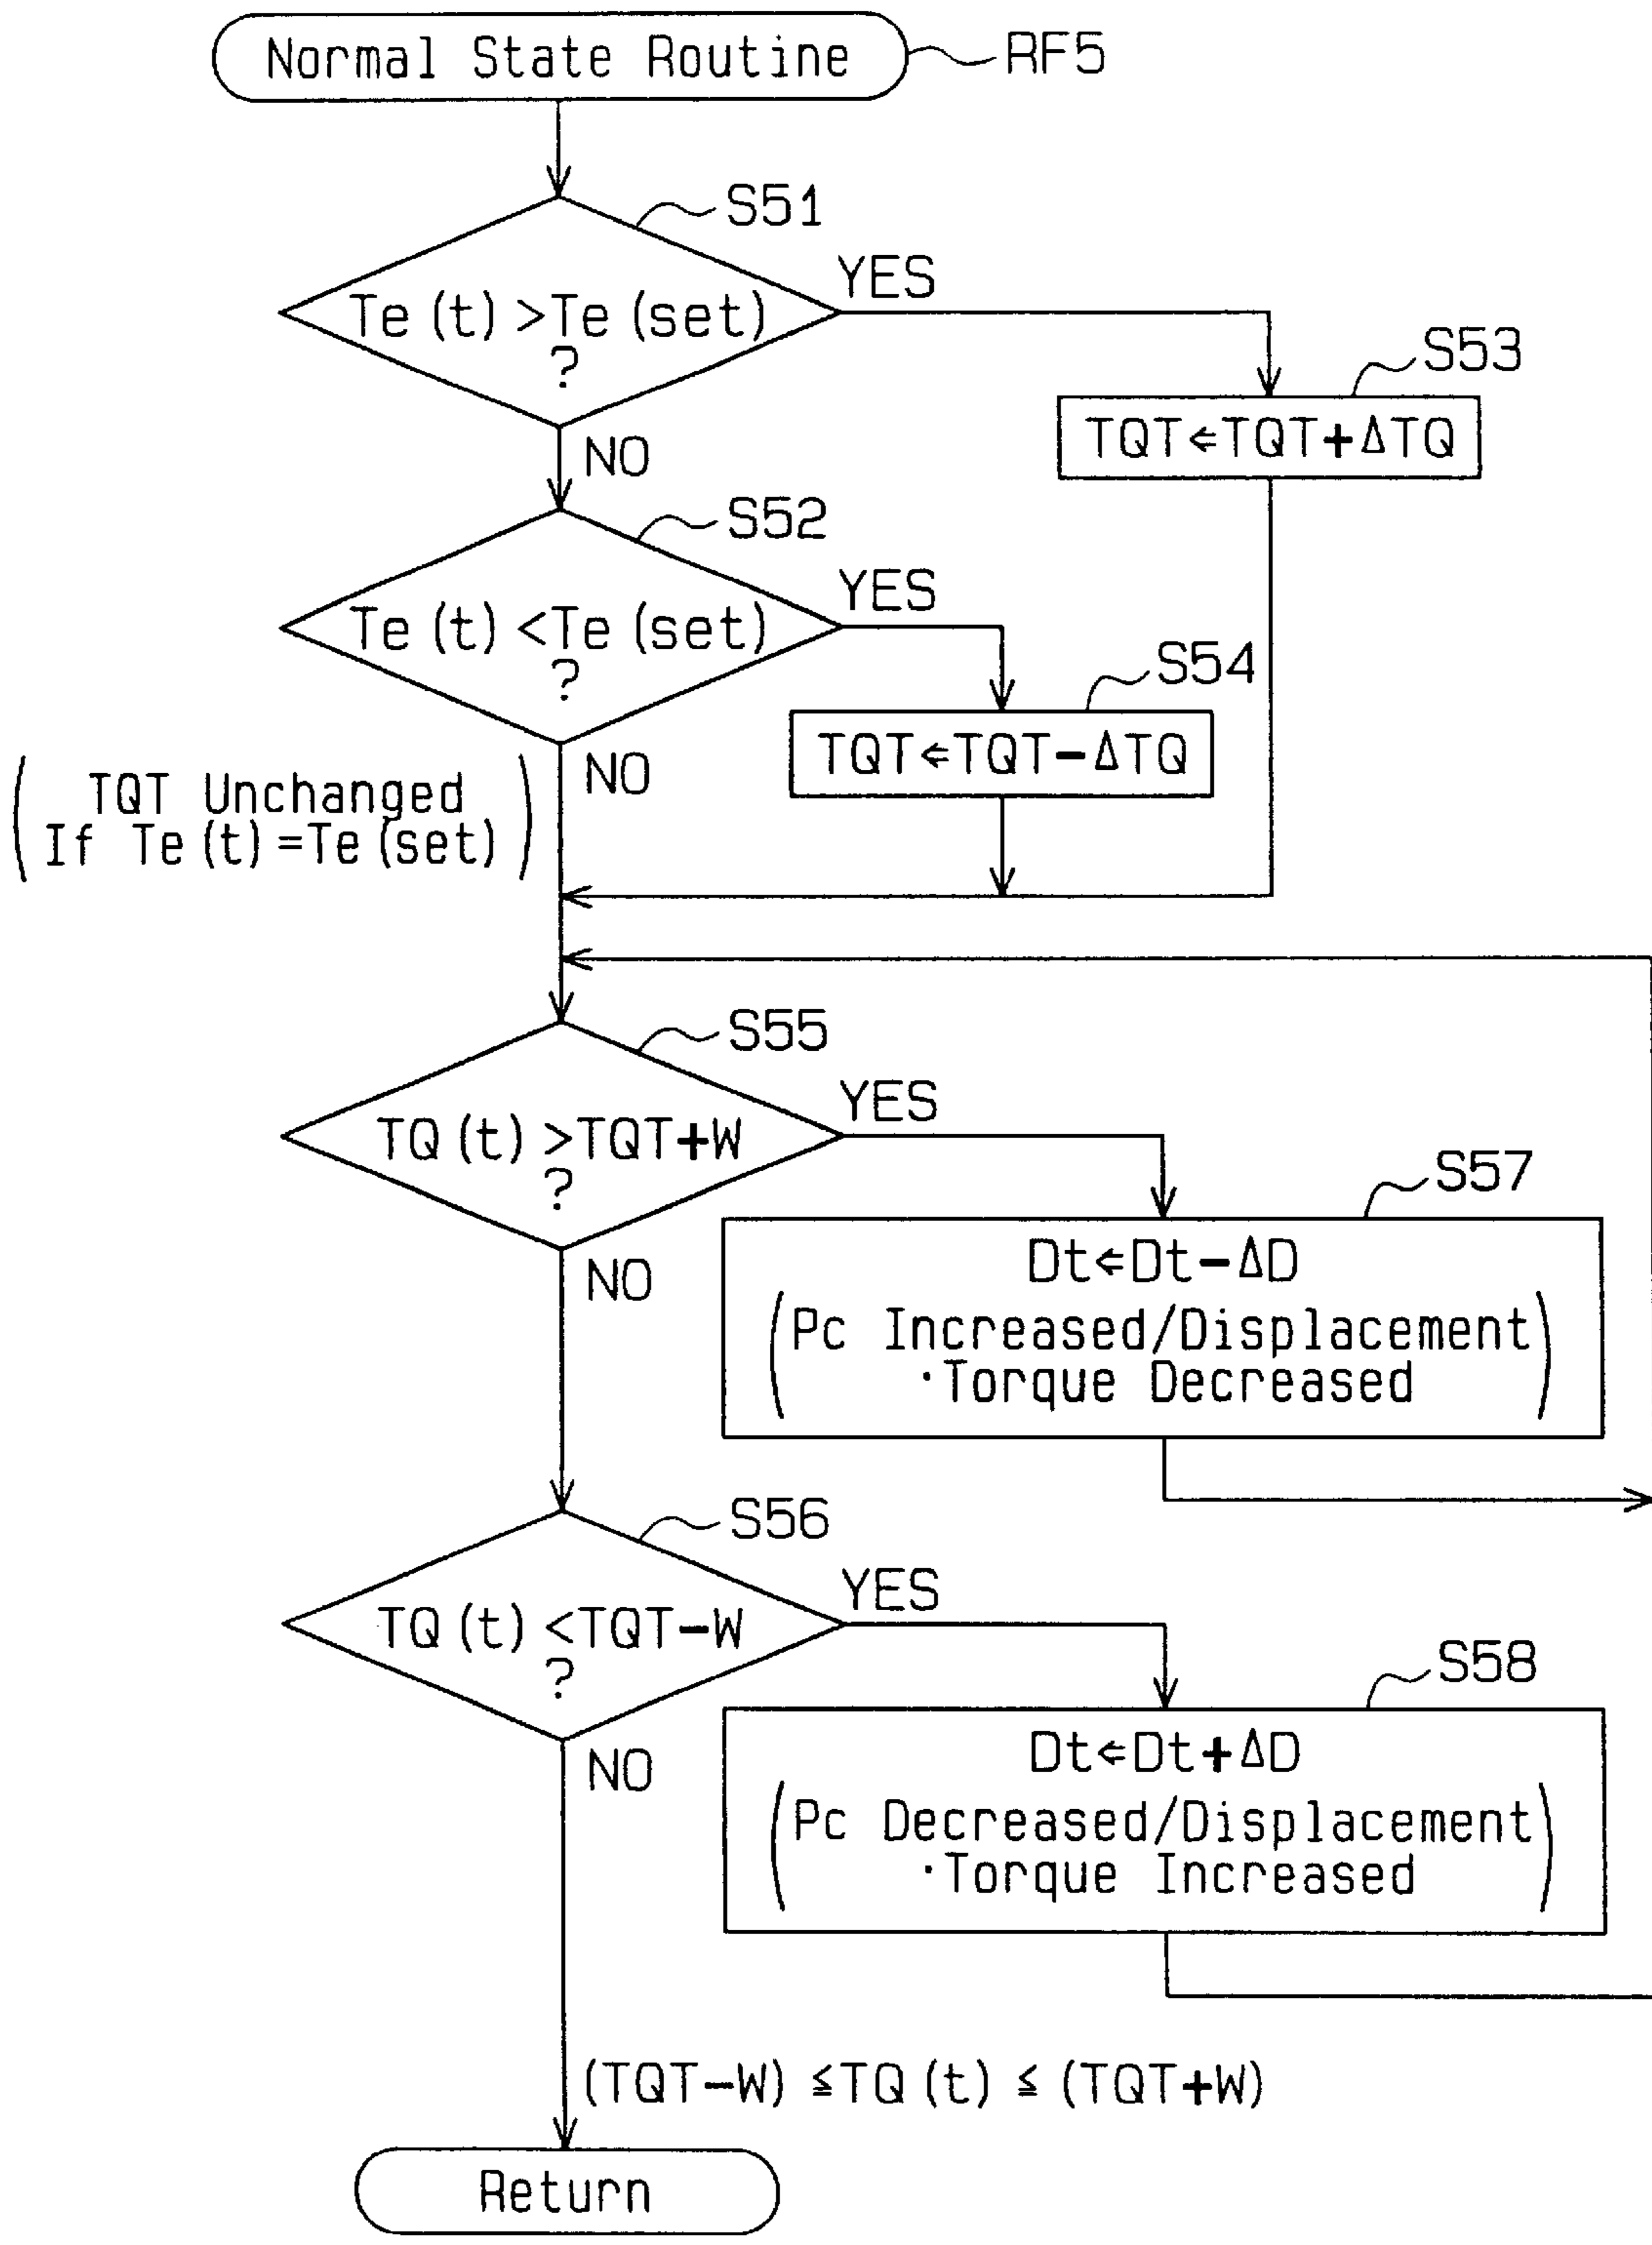 Normal State Routine
RF5
S51
Te (t) >Te (set)
?
YES
NO
S53
TQT⇐TQT+ΔTQ
S52
Te (t) <Te (set)
?
YES
NO
S54
TQT⇐TQT-ΔTQ
TQT Unchanged
If Te (t) =Te (set)
S55
TQ (t) >TQT+W
?
YES
NO
S57
Dt⇐Dt-ΔD
(Pc Increased/Displacement
·Torque Decreased)
S56
TQ (t) <TQT-W
?
YES
NO
S58
Dt⇐Dt+ΔD
(Pc Decreased/Displacement
·Torque Increased)
(TQT-W) ≦TQ (t) ≦ (TQT+W)
Return